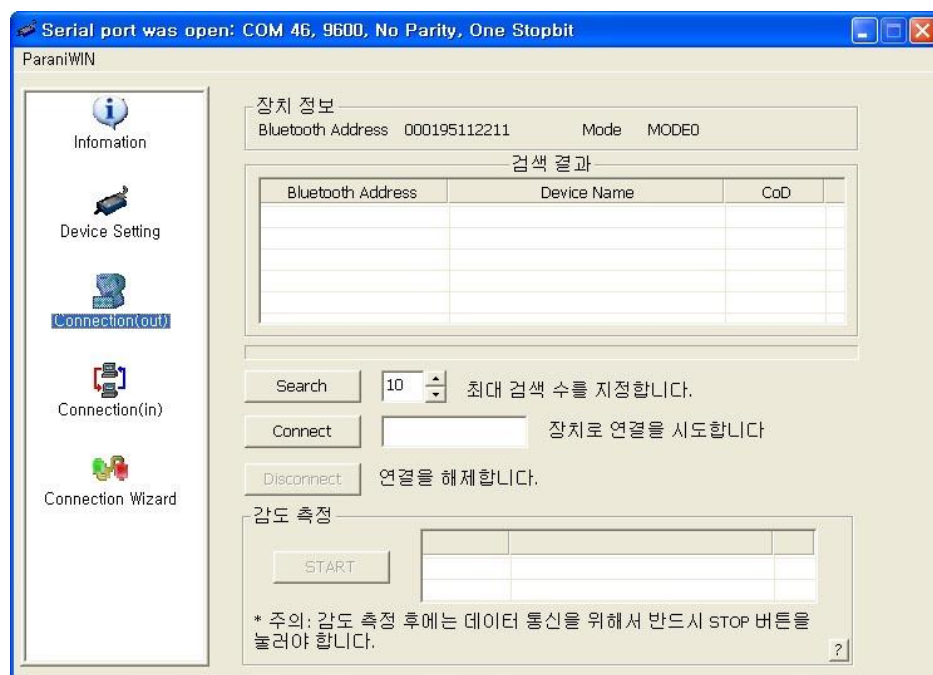 Serial port was open: COM 46, 9600, No Parity, One Stopbit
ParaniWIN
Infomation
Device Setting
Connection(out)
Connection(in)
Connection Wizard
장치 정보
Bluetooth Address 000195112211 Mode MODE0
검색 결과
Bluetooth Address Device Name CoD
Search 10 최대 검색 수를 지정합니다.
Connect 장치로 연결을 시도합니다
Disconnect 연결을 해제합니다.
감도 측정
START
* 주의: 감도 측정 후에는 데이터 통신을 위해서 반드시 STOP 버튼을
눌러야 합니다.
?